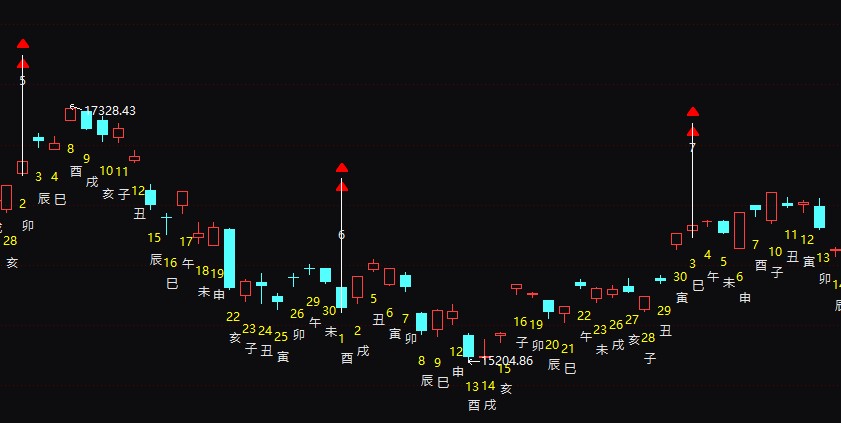 5
17328.43
6
7
15204.86
28
亥
2
卯
3
辰
4
巳
8
酉
9
戌
10
亥
11
子
12
丑
15
辰
16
巳
17
午
18
未
19
申
22
亥
23
子
24
丑
25
寅
26
卯
29
午
30
未
1
酉
2
戌
5
丑
6
寅
7
卯
8
辰
9
巳
12
申
13
酉
14
戌
15
亥
16
子
19
卯
20
辰
21
巳
22
午
23
未
26
戌
27
亥
28
子
29
丑
30
寅
3
巳
4
午
5
未
6
申
7
酉
10
子
11
丑
12
寅
13
卯